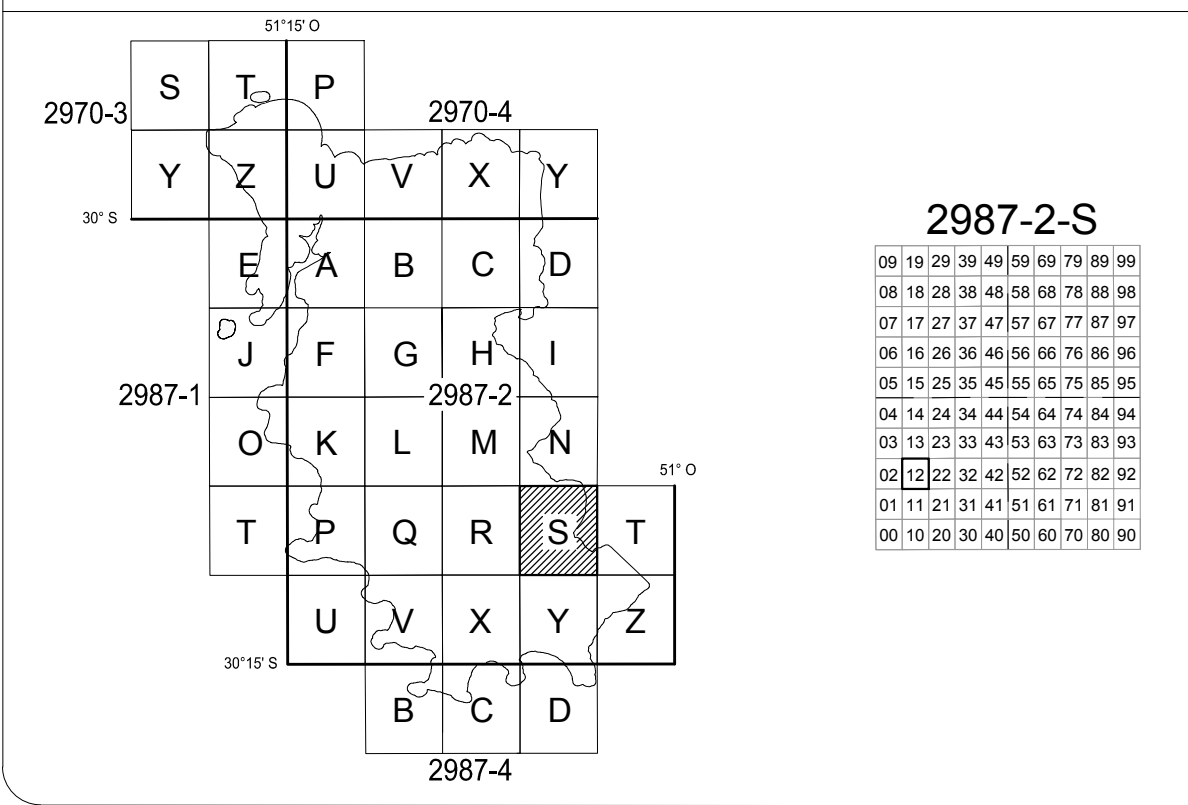 51°15' O
S T P
2970-3
2970-4
Y Z U V X Y
30° S
E A B C D
J F G H I
2987-1
2987-2
O K L M N
51° O
T P Q R S T
U V X Y Z
30°15' S
B C D
2987-4
2987-2-S
09 19 29 39 49 59 69 79 89 99
08 18 28 38 48 58 68 78 88 98
07 17 27 37 47 57 67 77 87 97
06 16 26 36 46 56 66 76 86 96
05 15 25 35 45 55 65 75 85 95
04 14 24 34 44 54 64 74 84 94
03 13 23 33 43 53 63 73 83 93
02 12 22 32 42 52 62 72 82 92
01 11 21 31 41 51 61 71 81 91
00 10 20 30 40 50 60 70 80 90